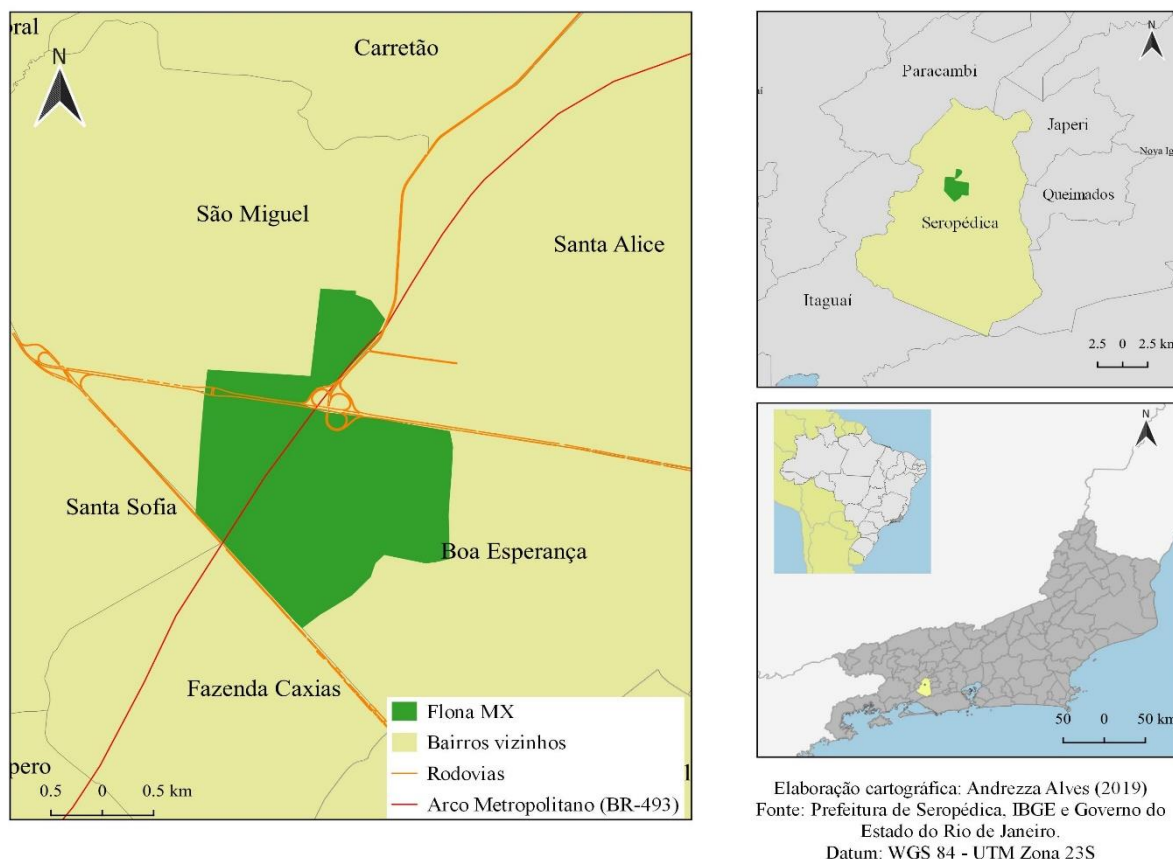 oral
Carretão
N
São Miguel
Santa Alice
Santa Sofia
Boa Esperança
Fazenda Caxias
pero
0.5 0 0.5 km
Flona MX
Bairros vizinhos
Rodovias
Arco Metropolitano (BR-493)
l
N
Paracambi
Japeri
Nova Ig
Queimados
Seropédica
Itaguaí
2.5 0 2.5 km
N
50 0 50 km
Elaboração cartográfica: Andrezza Alves (2019)
Fonte: Prefeitura de Seropédica, IBGE e Governo do
Estado do Rio de Janeiro.
Datum: WGS 84 - UTM Zona 23S